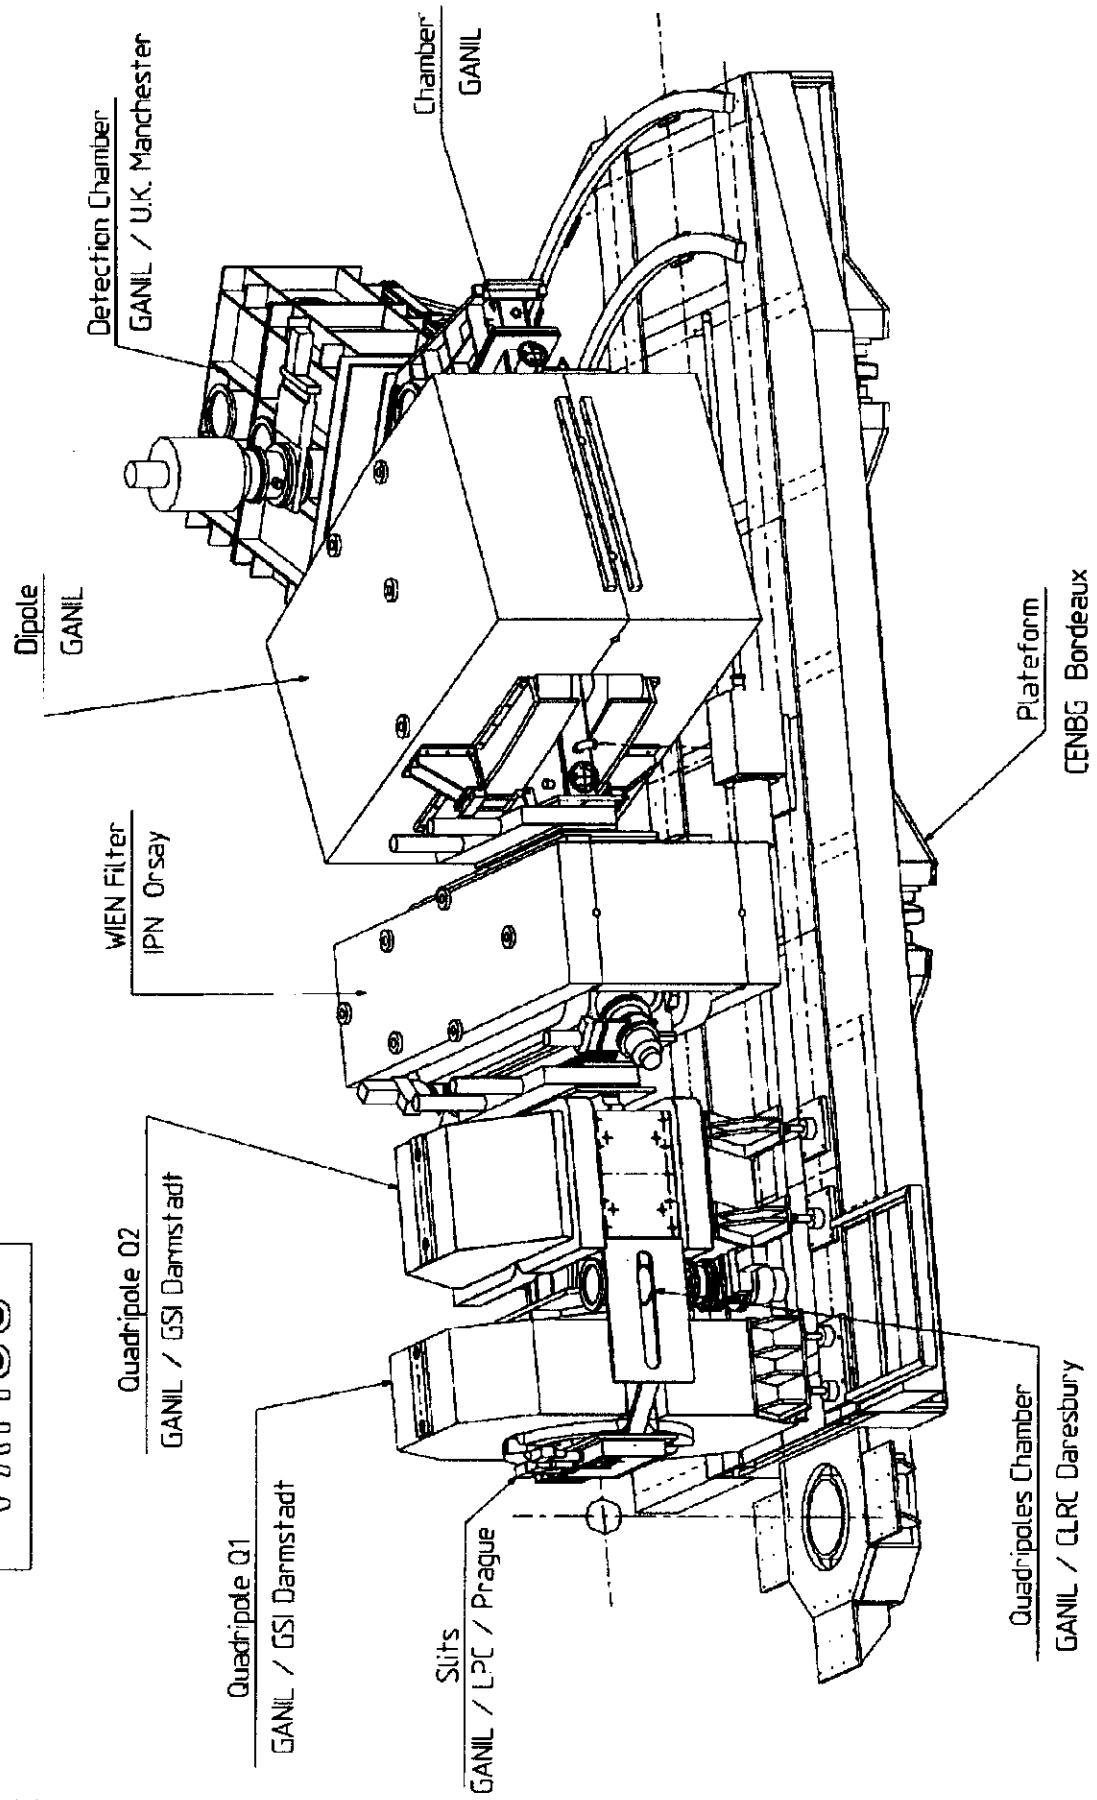 Dipole
GANIL
Detection Chamber
GANIL / U.K. Manchester
WIEN Filter
IPN Orsay
Quadripole Q2
GANIL / GSI Darmstadt
Quadripole Q1
GANIL / GSI Darmstadt
Chamber
GANIL
Slits
GANIL / LPC / Prague
Quadripoles Chamber
GANIL / CLRC Daresbury
Plateform
CENBG Bordeaux